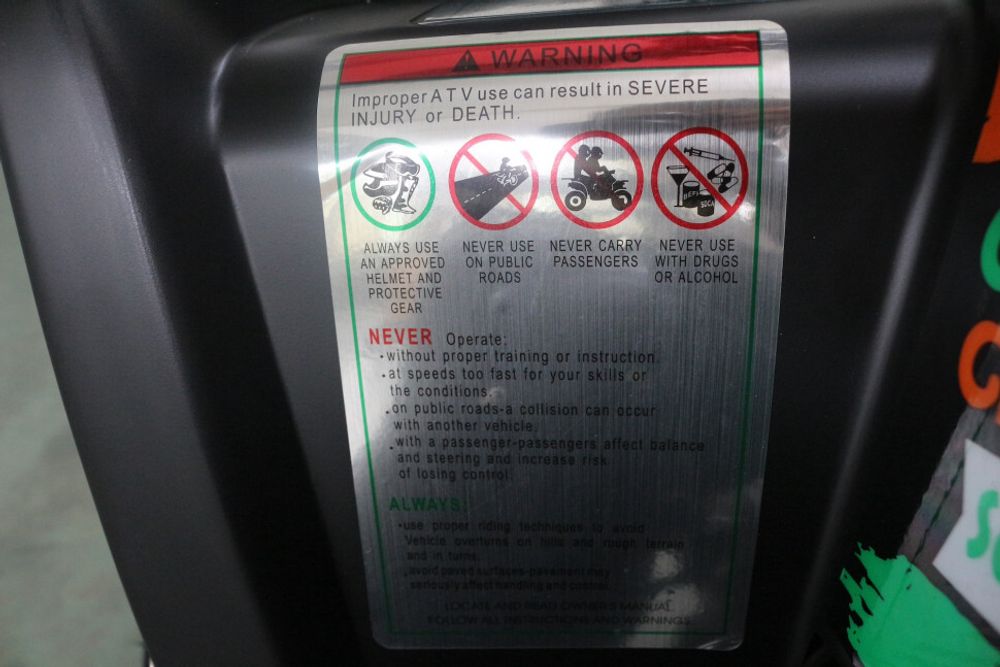 WARNING
Improper ATV use can result in SEVERE
INJURY or DEATH.
ALWAYS USE
AN APPROVED
HELMET AND
PROTECTIVE
GEAR
NEVER USE
ON PUBLIC
ROADS
NEVER CARRY
PASSENGERS
NEVER USE
WITH DRUGS
OR ALCOHOL
NEVER Operate:
·without proper training or instruction.
·at speeds too fast for your skills or
the conditions.
·on public roads-a collision can occur
with another vehicle.
·with a passenger-passengers affect balance
and steering and increase risk
of losing control.
ALWAYS:
·use proper riding techniques to avoid
Vehicle overturns on hills and rough terrain
and in turns.
·avoid paved surfaces-pavement may
seriously affect handling and control.
LOCATE AND READ OWNER'S MANUAL.
FOLLOW ALL INSTRUCTIONS AND WARNINGS.